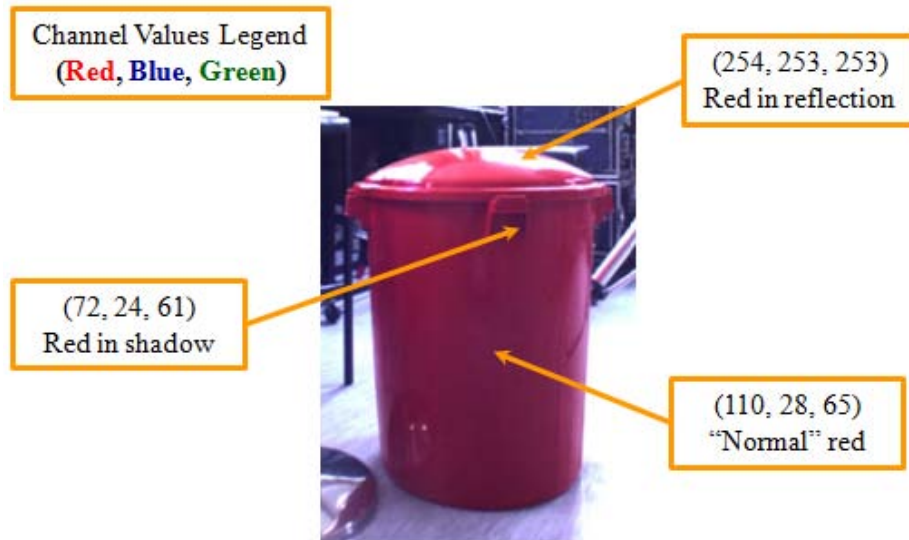 Channel Values Legend
(Red, Blue, Green)
(254, 253, 253)
Red in reflection
(72, 24, 61)
Red in shadow
(110, 28, 65)
“Normal” red